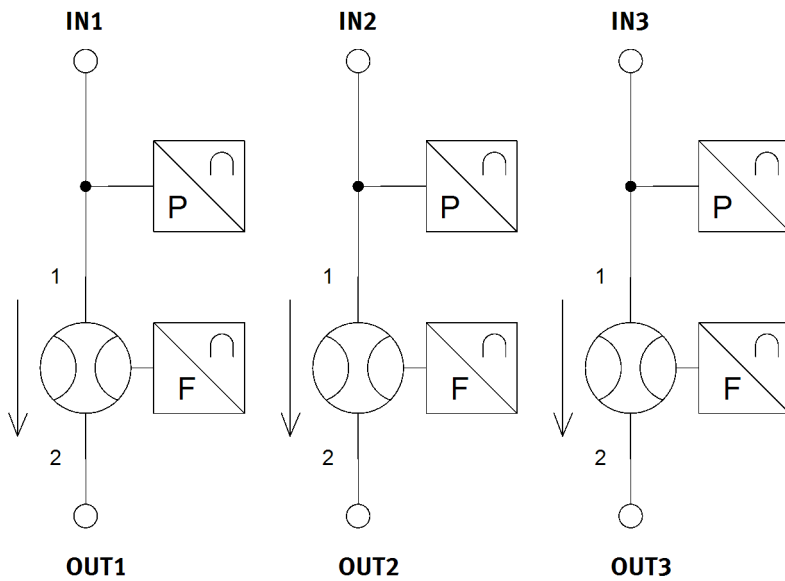 IN1 IN2 IN3
P P P
1 1 1
F F F
2 2 2
OUT1 OUT2 OUT3